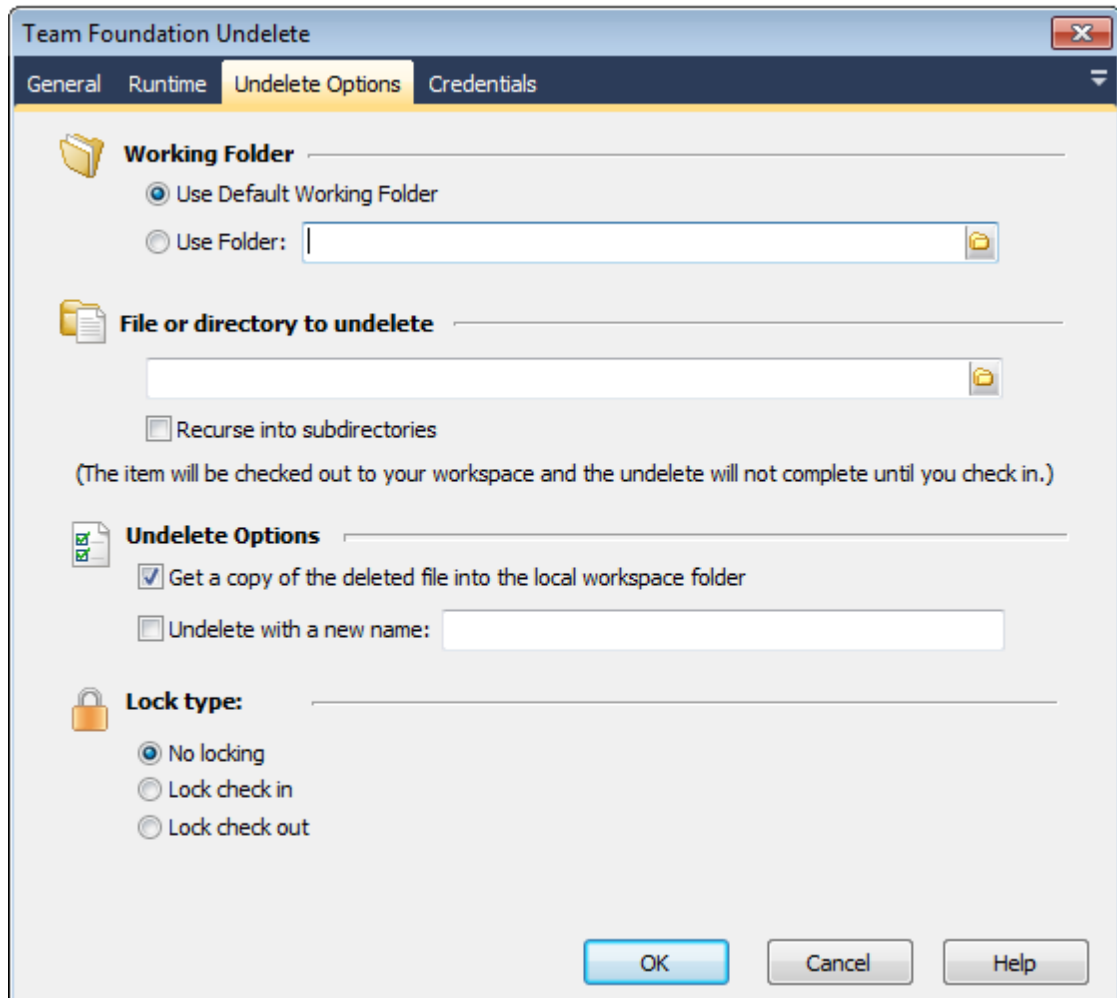 Team Foundation Undelete
General Runtime Undelete Options Credentials
Working Folder
Use Default Working Folder
Use Folder:
File or directory to undelete
Recurse into subdirectories
(The item will be checked out to your workspace and the undelete will not complete until you check in.)
Undelete Options
Get a copy of the deleted file into the local workspace folder
Undelete with a new name:
Lock type:
No locking
Lock check in
Lock check out
OK Cancel Help